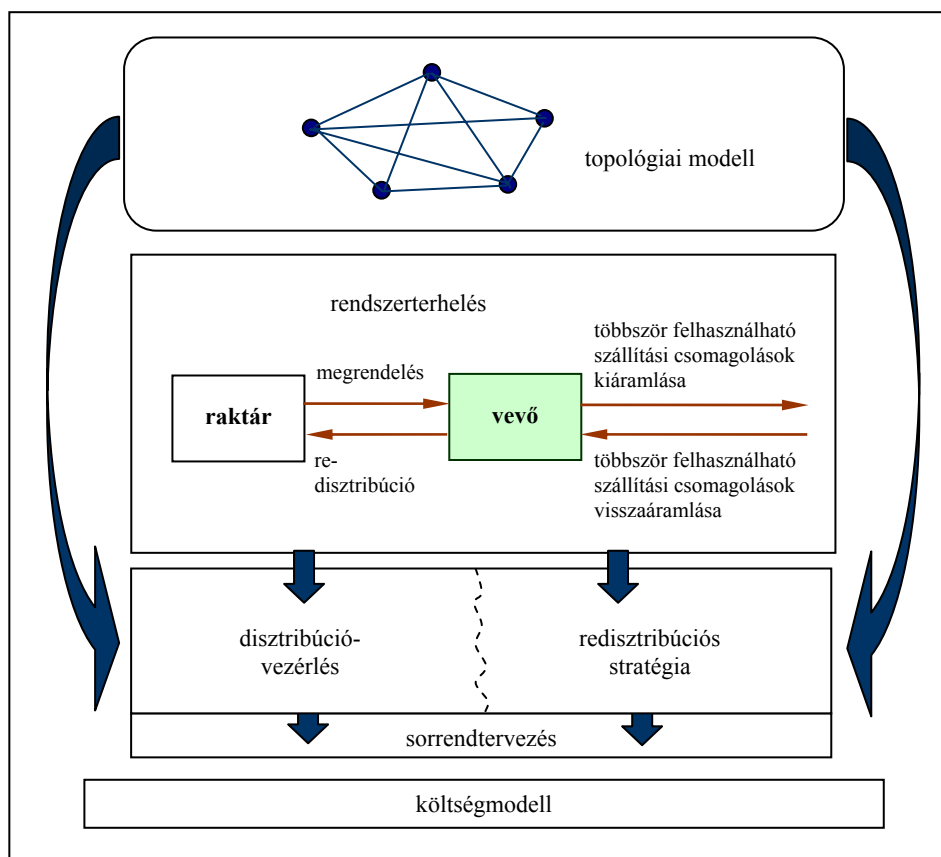 topológiai modell
rendszerterhelés
többször felhasználható
szállítási csomagolások
kiáramlása
megrendelés
raktár
vevő
re-
disztribúció
többször felhasználható
szállítási csomagolások
visszaáramlása
disztribúció-
vezérlés
redisztribúciós
stratégia
sorrendtervezés
költségmodell